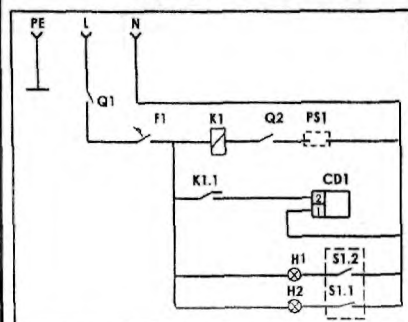 PE L N
Q1
F1 K1 Q2 PS1
K1.1 CD1
2
1
H1 S1.2
H2 S1.1